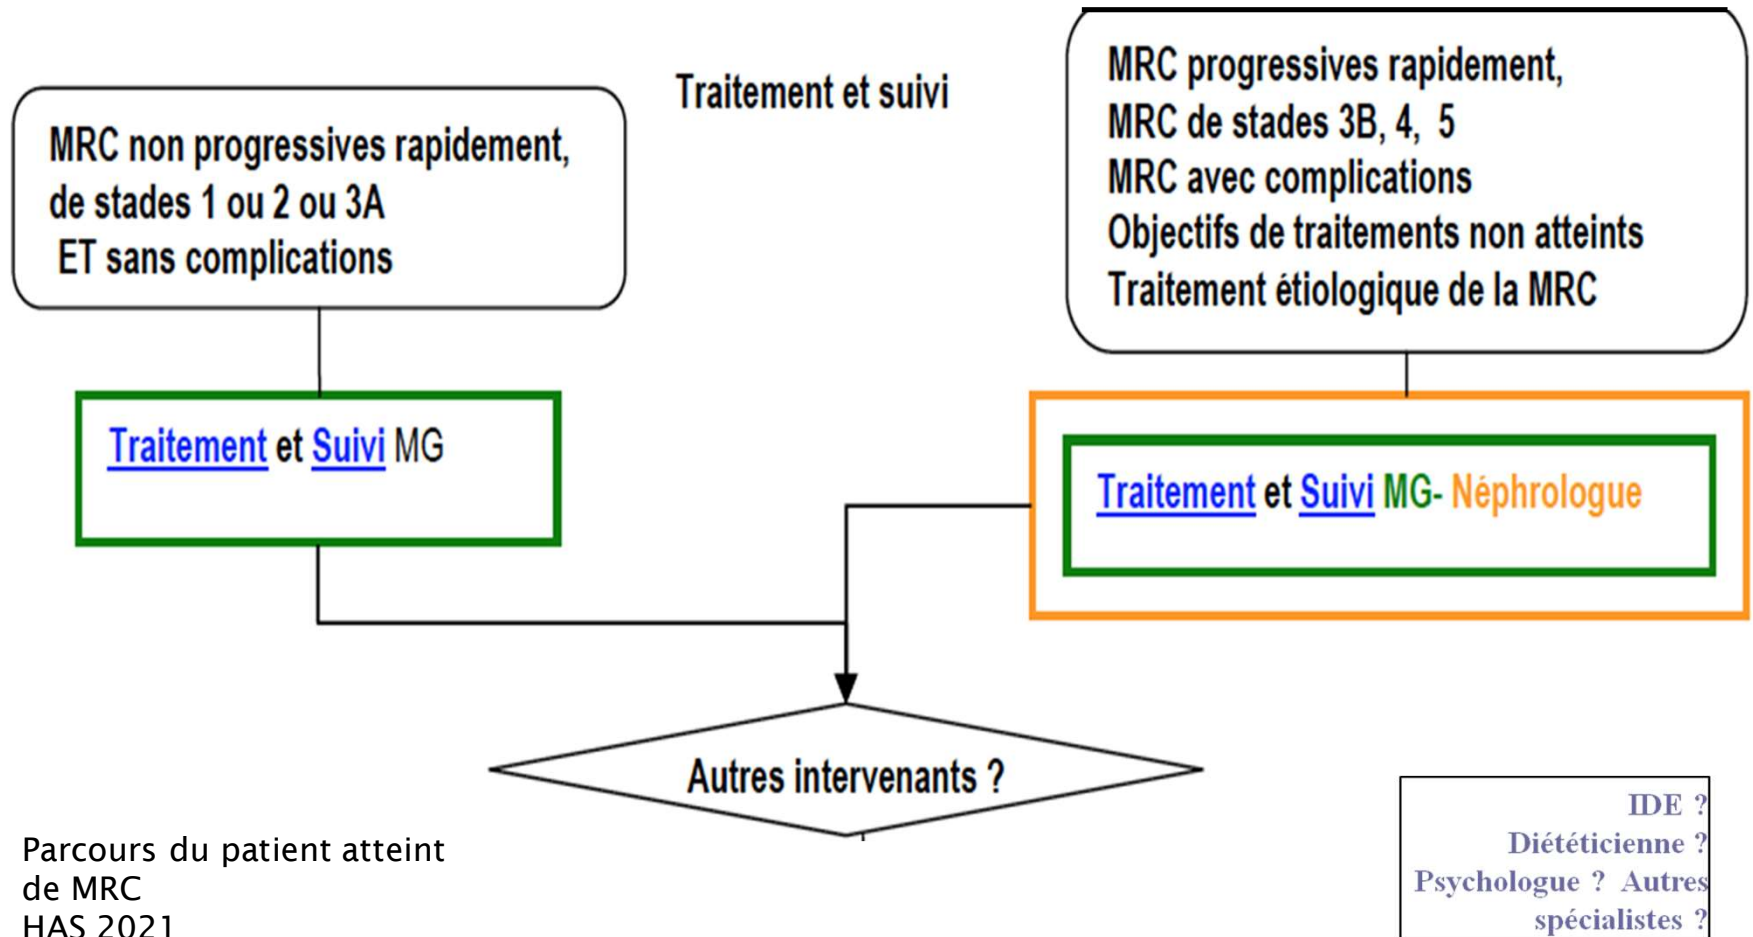 Traitement et suivi
MRC non progressives rapidement,
de stades 1 ou 2 ou 3A
ET sans complications
MRC progressives rapidement,
MRC de stades 3B, 4, 5
MRC avec complications
Objectifs de traitements non atteints
Traitement étiologique de la MRC
Traitement et Suivi MG
Traitement et Suivi MG- Néphrologue
Autres intervenants ?
Parcours du patient atteint
de MRC
HAS 2021
IDE ?
Diététicienne ?
Psychologue ? Autres
spécialistes ?